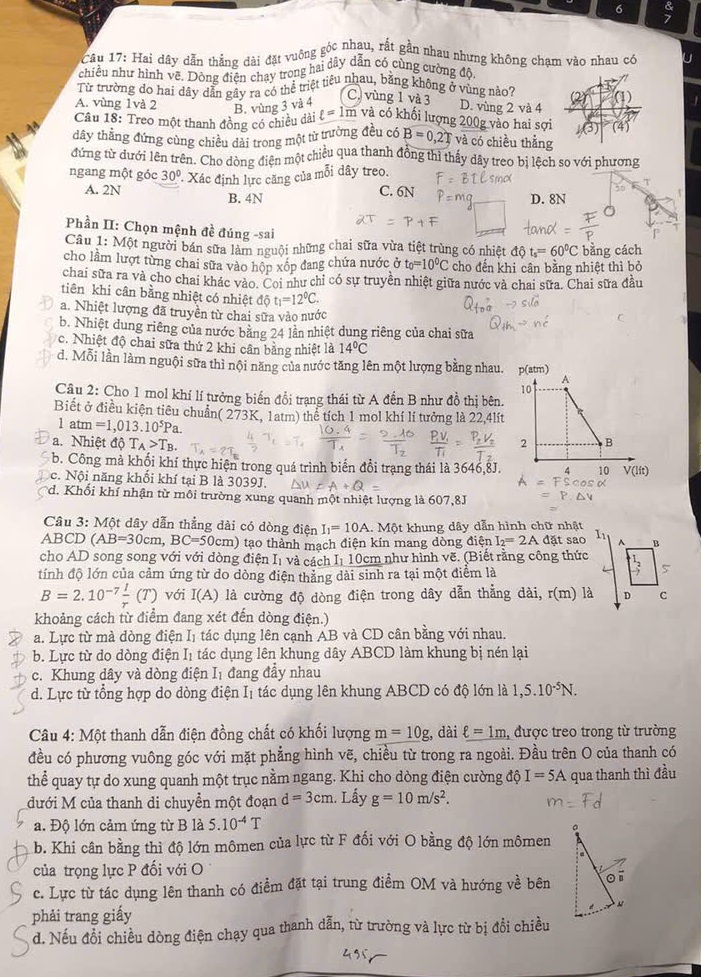 Câu 17: Hai dây dẫn thẳng dài đặt vuông góc nhau, rất gần nhau nhưng không chạm vào nhau có
chiều như hình vẽ. Dòng điện chạy trong hai dây dẫn có cùng cường độ.
Từ trường do hai dây dẫn gây ra có thể triệt tiêu nhau, bằng không ở vùng nào?
A. vùng 1và 2 B. vùng 3 và 4 C. vùng 1 và 3 D. vùng 2 và 4
(2) (1)
(3) (4)
Câu 18: Treo một thanh đồng có chiều dài ℓ = 1m và có khối lượng 200g vào hai sợi
dây thẳng đứng cùng chiều dài trong một từ trường đều có B = 0,2T và có chiều thẳng
đứng từ dưới lên trên. Cho dòng điện một chiều qua thanh đồng thì thấy dây treo bị lệch so với phương
ngang một góc 30⁰. Xác định lực căng của mỗi dây treo.
F = BIlsinα
A. 2N B. 4N C. 6N D. 8N
P=mg
2T = P + F
tanα = F/P
Phần II: Chọn mệnh đề đúng -sai
Câu 1: Một người bán sữa làm nguội những chai sữa vừa tiệt trùng có nhiệt độ tₛ= 60⁰C bằng cách
cho lần lượt từng chai sữa vào hộp xốp đang chứa nước ở t₀=10⁰C cho đến khi cân bằng nhiệt thì bỏ
chai sữa ra và cho chai khác vào. Coi như chỉ có sự truyền nhiệt giữa nước và chai sữa. Chai sữa đầu
tiên khi cân bằng nhiệt có nhiệt độ t₁=12⁰C.
a. Nhiệt lượng đã truyền từ chai sữa vào nước
Qtoả → sữa
b. Nhiệt dung riêng của nước bằng 24 lần nhiệt dung riêng của chai sữa
c. Nhiệt độ chai sữa thứ 2 khi cân bằng nhiệt là 14⁰C
d. Mỗi lần làm nguội sữa thì nội năng của nước tăng lên một lượng bằng nhau.
Câu 2: Cho 1 mol khí lí tưởng biến đổi trạng thái từ A đến B như đồ thị bên.
Biết ở điều kiện tiêu chuẩn( 273K, 1atm) thể tích 1 mol khí lí tưởng là 22,4lít
1 atm =1,013.10⁵Pa.
a. Nhiệt độ T_A >T_B.
b. Công mà khối khí thực hiện trong quá trình biến đổi trạng thái là 3646,8J.
c. Nội năng khối khí tại B là 3039J.
ΔU = A + Q =
d. Khối khí nhận từ môi trường xung quanh một nhiệt lượng là 607,8J
p(atm)
A
10
2
B
4 10 V(lít)
A = FScosα
= P. ΔV
=
Câu 3: Một dây dẫn thẳng dài có dòng điện I₁= 10A. Một khung dây dẫn hình chữ nhật
ABCD (AB=30cm, BC=50cm) tạo thành mạch điện kín mang dòng điện I₂= 2A đặt sao
cho AD song song với với dòng điện I₁ và cách I₁ 10cm như hình vẽ. (Biết rằng công thức
tính độ lớn của cảm ứng từ do dòng điện thẳng dài sinh ra tại một điểm là
B = 2.10⁻⁷ I/r (T) với I(A) là cường độ dòng điện trong dây dẫn thẳng dài, r(m) là
khoảng cách từ điểm đang xét đến dòng điện.)
I₁ A B
I₂
D C
a. Lực từ mà dòng điện I₁ tác dụng lên cạnh AB và CD cân bằng với nhau.
b. Lực từ do dòng điện I₁ tác dụng lên khung dây ABCD làm khung bị nén lại
c. Khung dây và dòng điện I₁ đang đẩy nhau
d. Lực từ tổng hợp do dòng điện I₁ tác dụng lên khung ABCD có độ lớn là 1,5.10⁻⁵N.
Câu 4: Một thanh dẫn điện đồng chất có khối lượng m = 10g, dài ℓ = 1m, được treo trong từ trường
đều có phương vuông góc với mặt phẳng hình vẽ, chiều từ trong ra ngoài. Đầu trên O của thanh có
thể quay tự do xung quanh một trục nằm ngang. Khi cho dòng điện cường độ I = 5A qua thanh thì đầu
dưới M của thanh di chuyển một đoạn d = 3cm. Lấy g = 10 m/s².
m = Fd
a. Độ lớn cảm ứng từ B là 5.10⁻⁴ T
b. Khi cân bằng thì độ lớn mômen của lực từ F đối với O bằng độ lớn mômen
của trọng lực P đối với O
c. Lực từ tác dụng lên thanh có điểm đặt tại trung điểm OM và hướng về bên
phải trang giấy
d. Nếu đổi chiều dòng điện chạy qua thanh dẫn, từ trường và lực từ bị đổi chiều